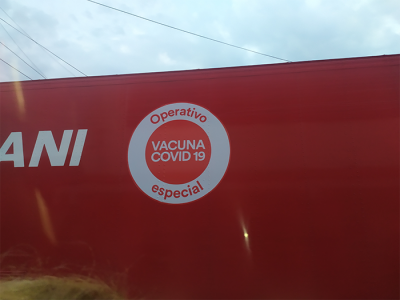 ANI
Operativo
VACUNA
COVID 19
especial